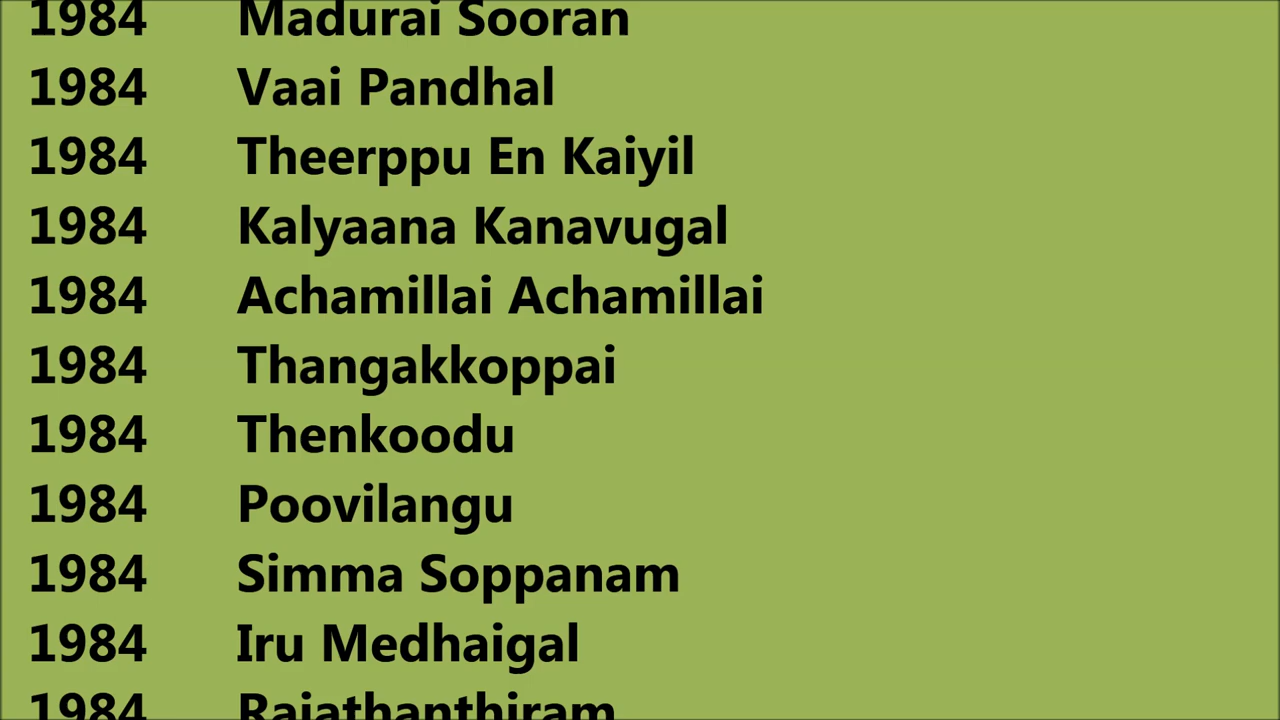 1984 Madurai Sooran
1984 Vaai Pandhal
1984 Theerppu En Kaiyil
1984 Kalyaana Kanavugal
1984 Achamillai Achamillai
1984 Thangakkoppai
1984 Thenkoodu
1984 Poovilangu
1984 Simma Soppanam
1984 Iru Medhaigal
1984 Rajathanthiram